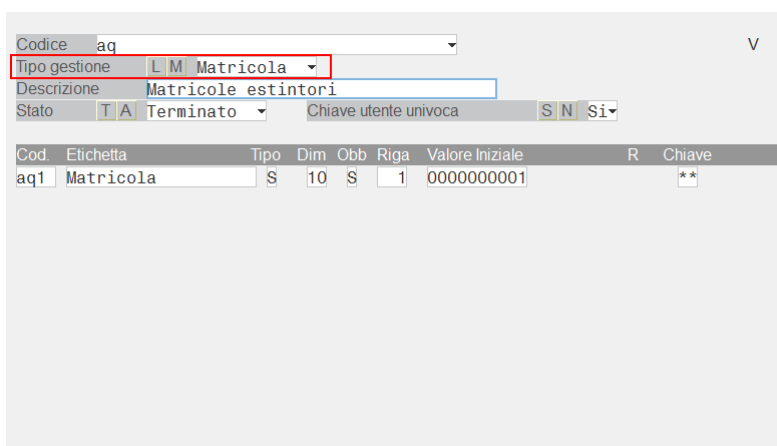 Codice aq V
Tipo gestione L M Matricola
Descrizione Matricole estintori
Stato T A Terminato Chiave utente univoca S N Si
Cod. Etichetta Tipo Dim Obb Riga Valore Iniziale R Chiave
aq1 Matricola S 10 S 1 0000000001 **